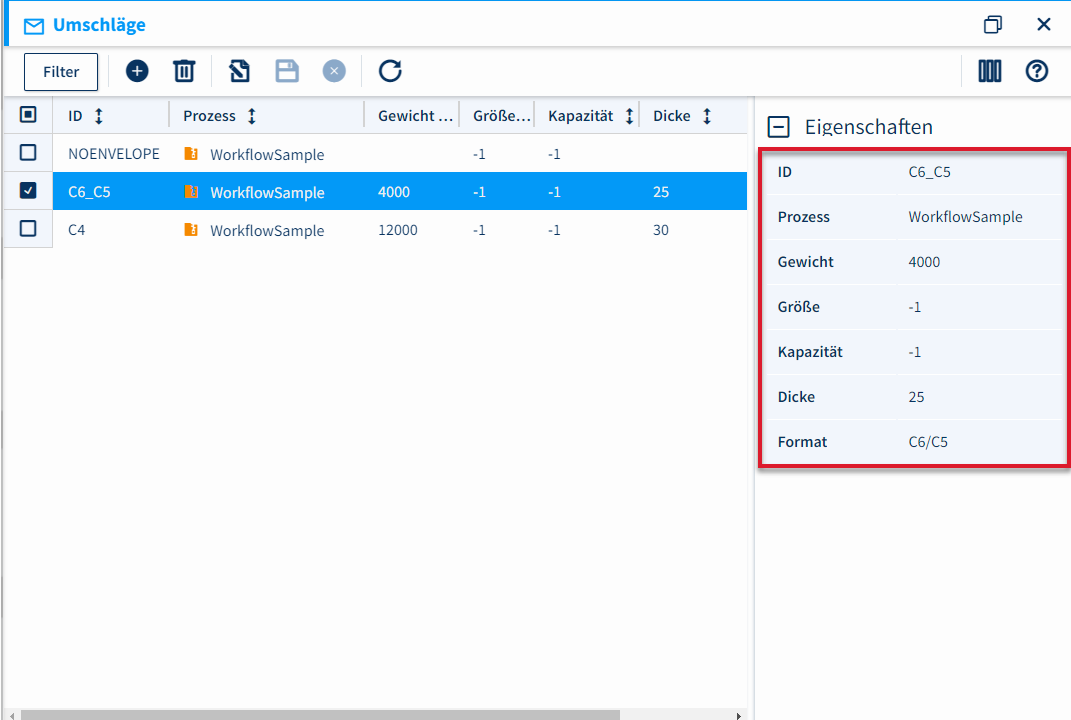 Umschläge
Filter
ID Prozess Gewicht ... Größe... Kapazität Dicke
NOENVELOPE WorkflowSample -1 -1
C6_C5 WorkflowSample 4000 -1 -1 25
C4 WorkflowSample 12000 -1 -1 30
Eigenschaften
ID C6_C5
Prozess WorkflowSample
Gewicht 4000
Größe -1
Kapazität -1
Dicke 25
Format C6/C5